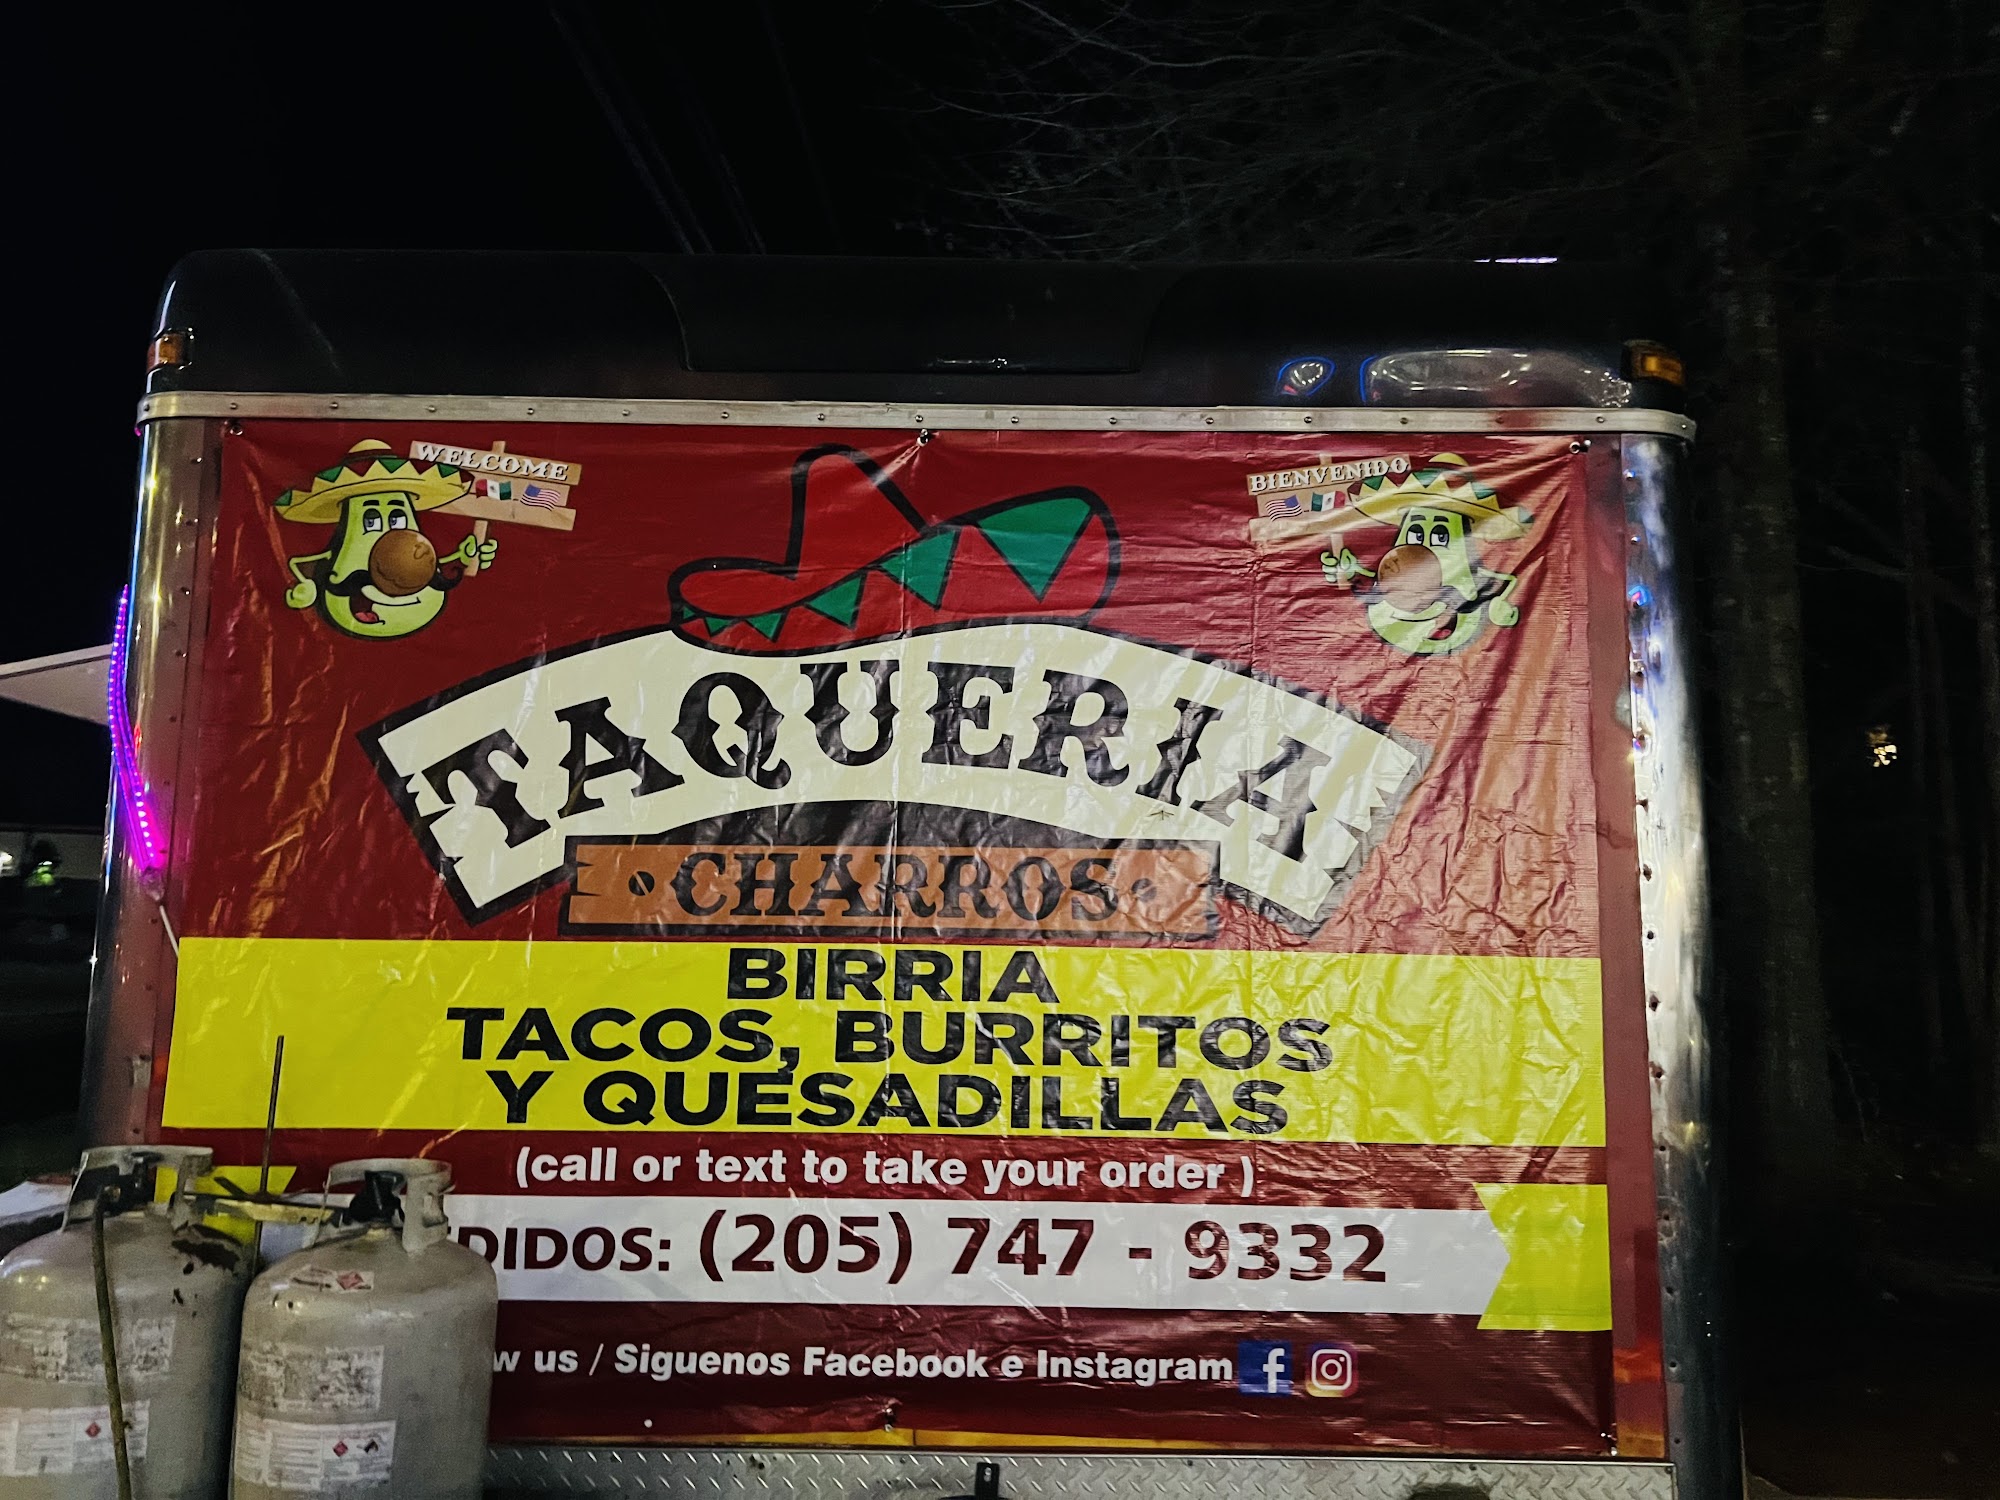 WELCOME
BIENVENIDO
TAQUERIA
CHARROS
BIRRIA
TACOS, BURRITOS
Y QUESADILLAS
(call or text to take your order )
DIDOS: (205) 747 - 9332
w us / Siguenos Facebook e Instagram